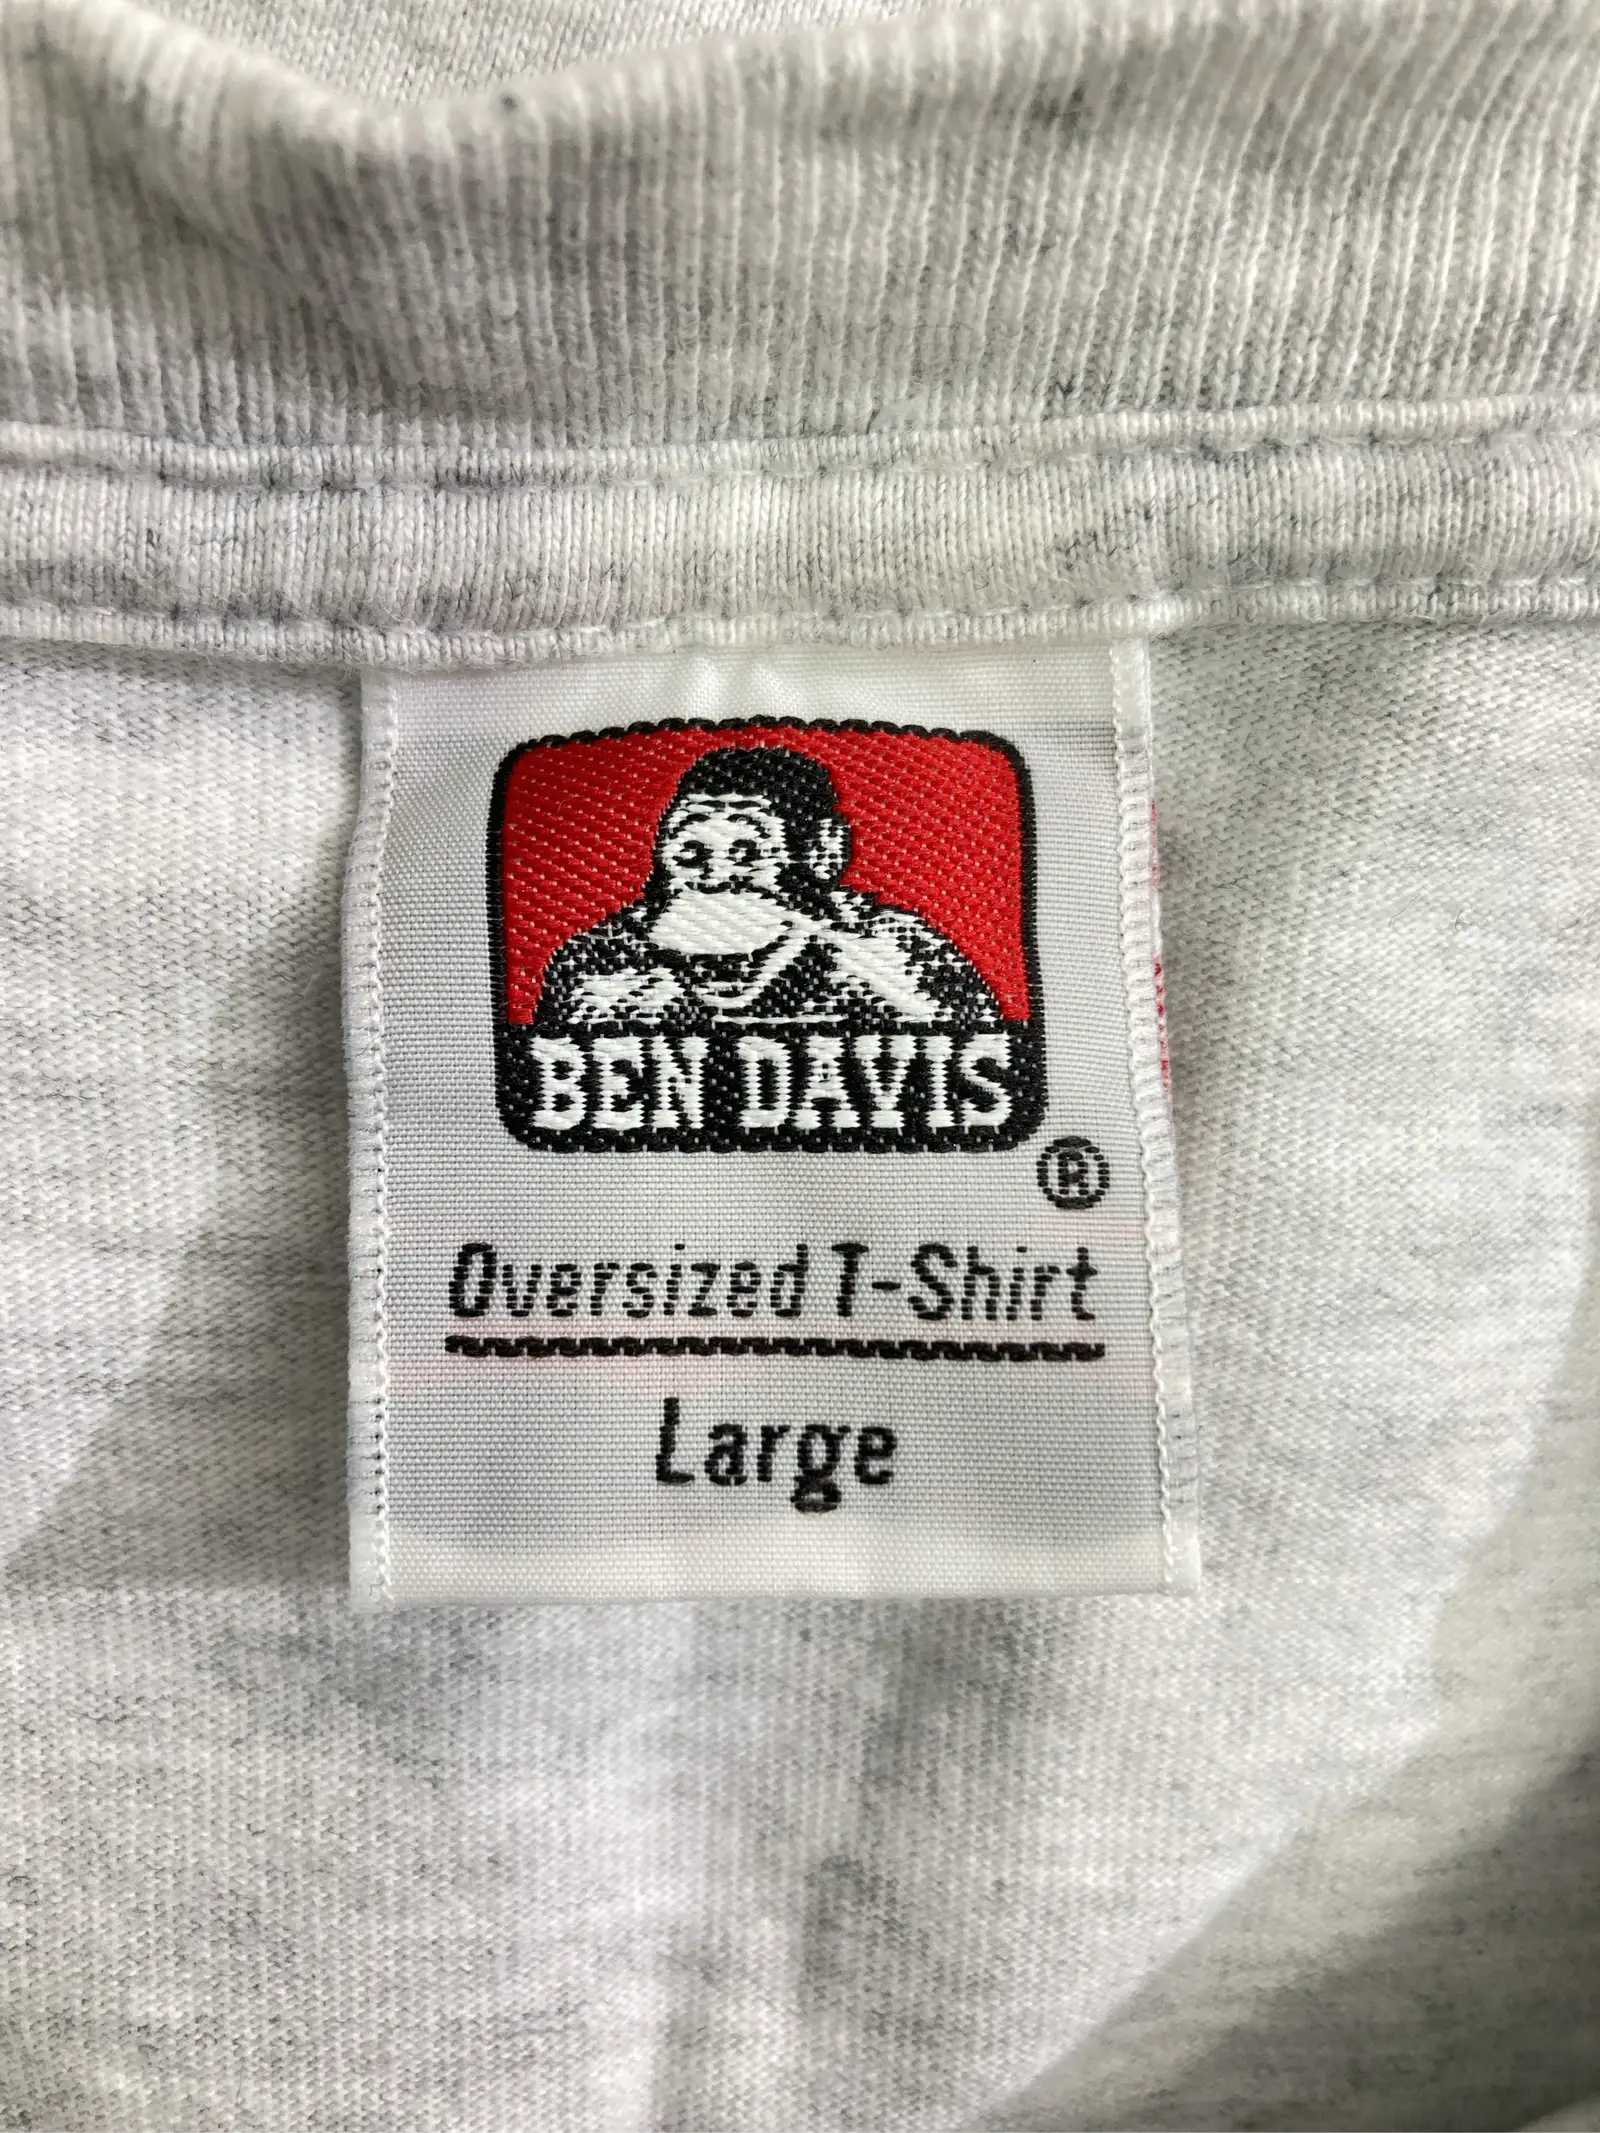 BEN DAVIS
®
Oversized T-Shirt
Large